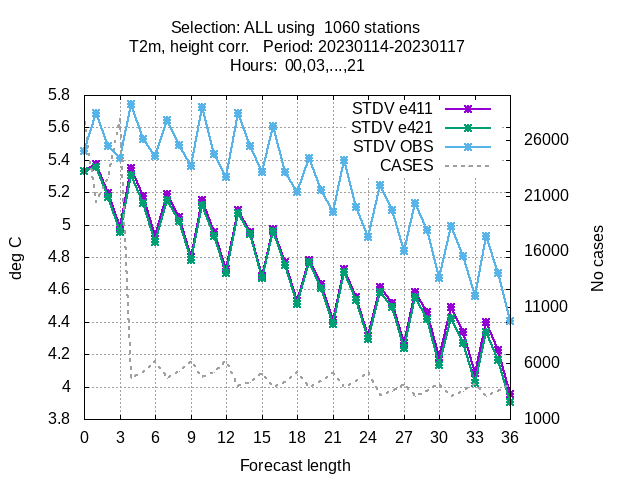 Selection: ALL using  1060 stations
T2m, height corr.   Period: 20230114-20230117
Hours:  00,03,...,21
STDV e411
STDV e421
STDV OBS
CASES
5.8
5.6
5.4
5.2
5
4.8
4.6
4.4
4.2
4
3.8
deg C
26000
21000
16000
11000
6000
1000
No cases
0 3 6 9 12 15 18 21 24 27 30 33 36
Forecast length